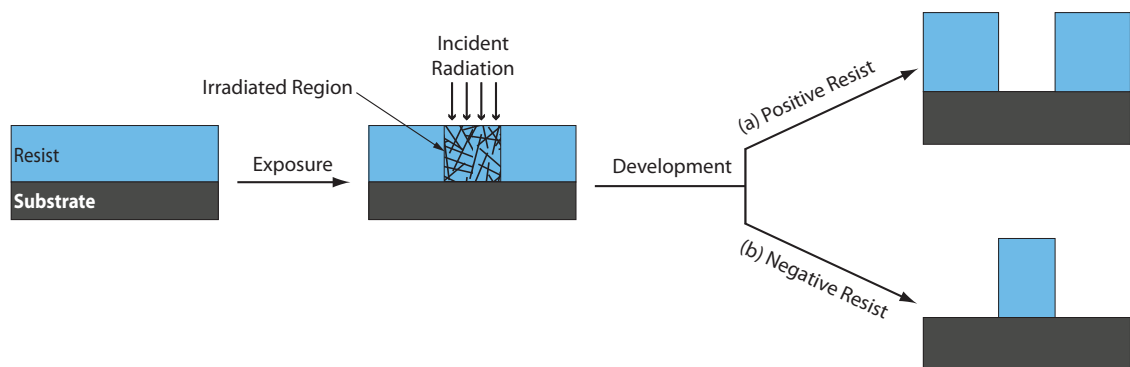 Resist
Substrate
Exposure
Incident
Radiation
Irradiated Region
Development
(a) Positive Resist
(b) Negative Resist